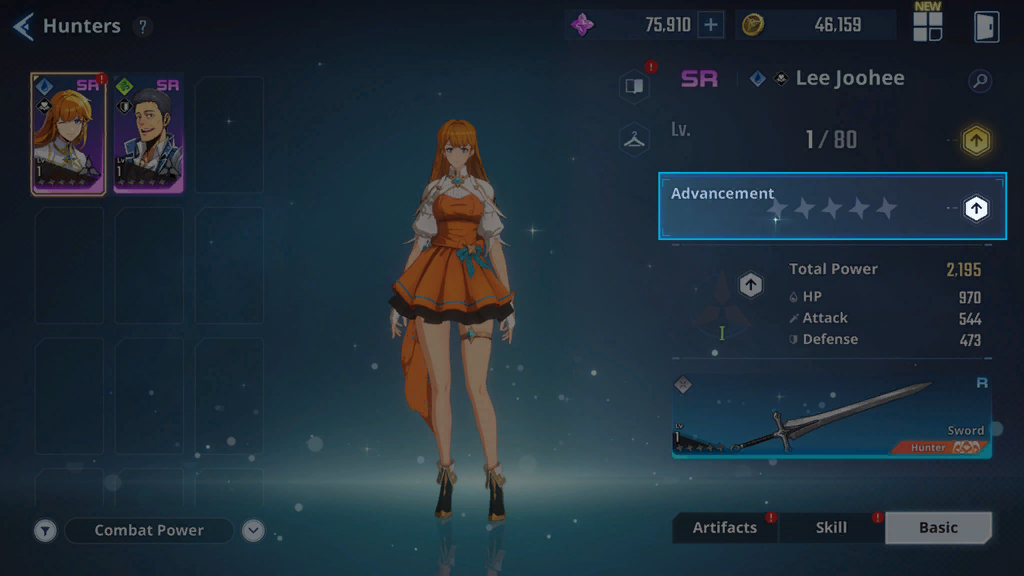 Hunters ?
75,910 +
46,159
NEW
SR !
SR
Lv
1
Lv
1
!
SR Lee Joohee
Lv. 1 / 80
Advancement
Total Power 2,195
HP 970
Attack 544
Defense 473
I
R
Lv
1
Sword
Hunter
Combat Power
Artifacts !
Skill !
Basic